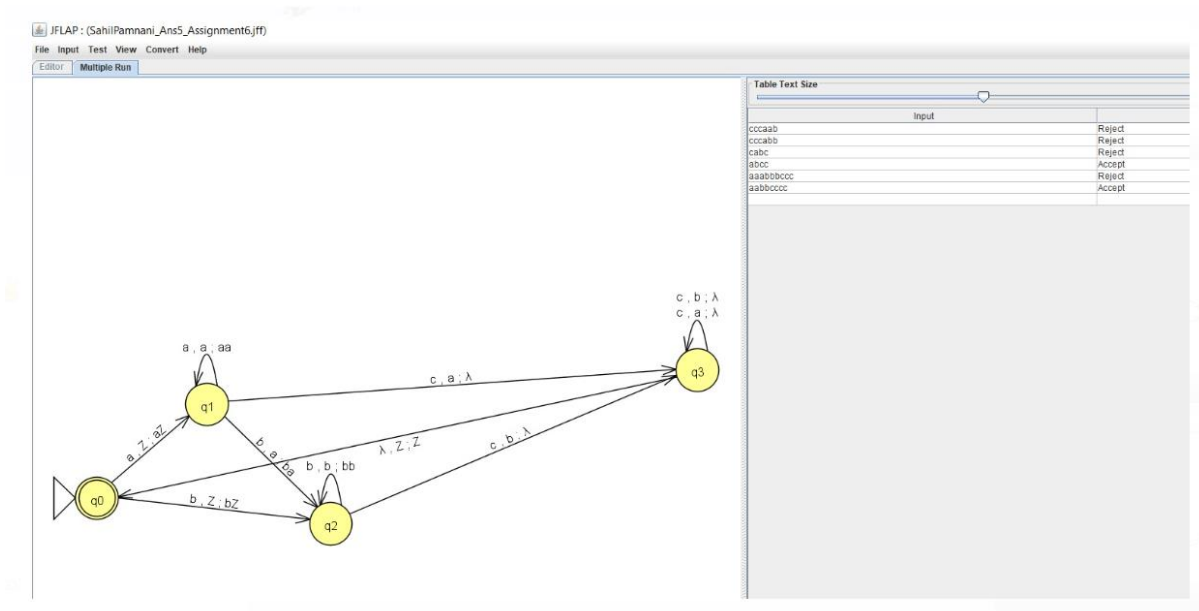 JFLAP : (SahilPamnani_Ans5_Assignment6.jff)
File Input Test View Convert Help
Editor Multiple Run
Table Text Size
Input
cccaab Reject
cccabb Reject
cabc Reject
abcc Accept
aaabbbccc Reject
aabbcccc Accept
c , b ; λ
c , a ; λ
a , a ; aa
q3
c , a ; λ
q1
a , Z ; aZ
b , a ; ba
λ , Z ; Z
c , b ; λ
b , b ; bb
q0
b , Z ; bZ
q2